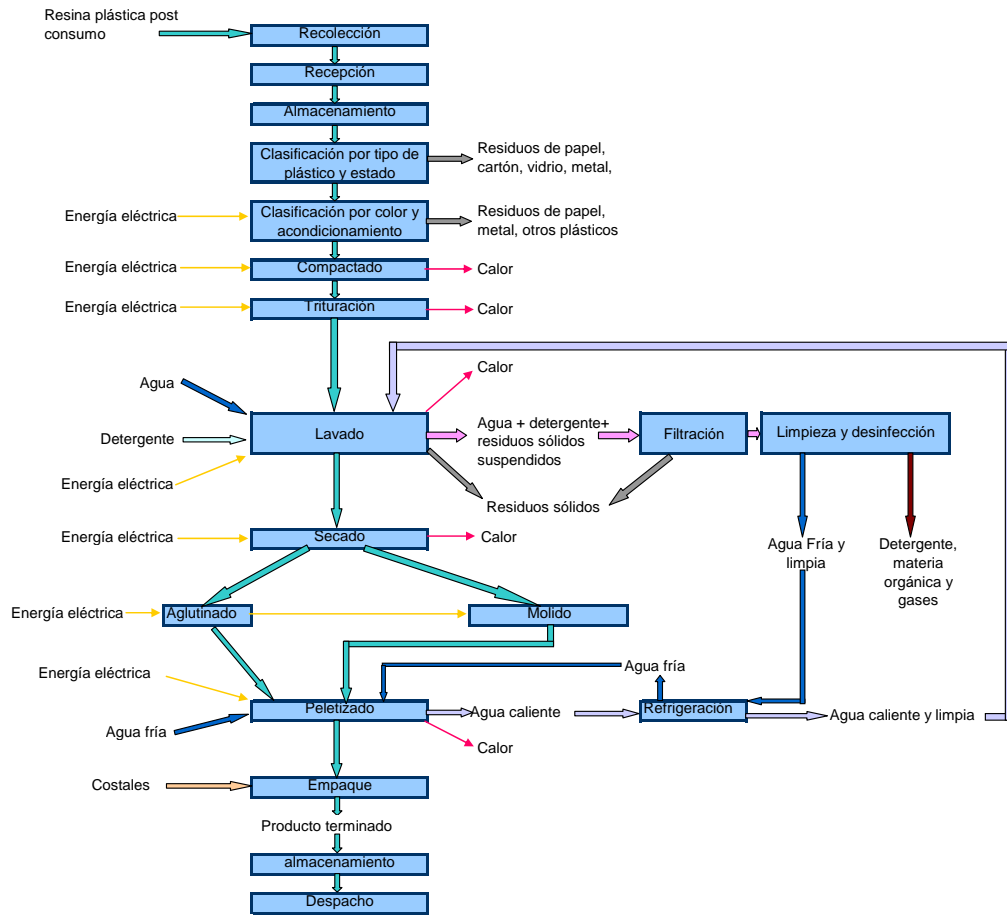 Resina plástica post
consumo
Recolección
Recepción
Almacenamiento
Clasificación por tipo de
plástico y estado
Residuos de papel,
cartón, vidrio, metal,
Energía eléctrica
Clasificación por color y
acondicionamiento
Residuos de papel,
metal, otros plásticos
Energía eléctrica
Compactado
Calor
Energía eléctrica
Trituración
Calor
Calor
Agua
Detergente
Energía eléctrica
Lavado
Agua + detergente+
residuos sólidos
suspendidos
Filtración
Limpieza y desinfección
Residuos sólidos
Energía eléctrica
Secado
Calor
Agua Fría y
limpia
Detergente,
materia
orgánica y
gases
Energía eléctrica
Aglutinado
Molido
Energía eléctrica
Agua fría
Agua fría
Peletizado
Agua caliente
Refrigeración
Agua caliente y limpia
Calor
Costales
Empaque
Producto terminado
almacenamiento
Despacho